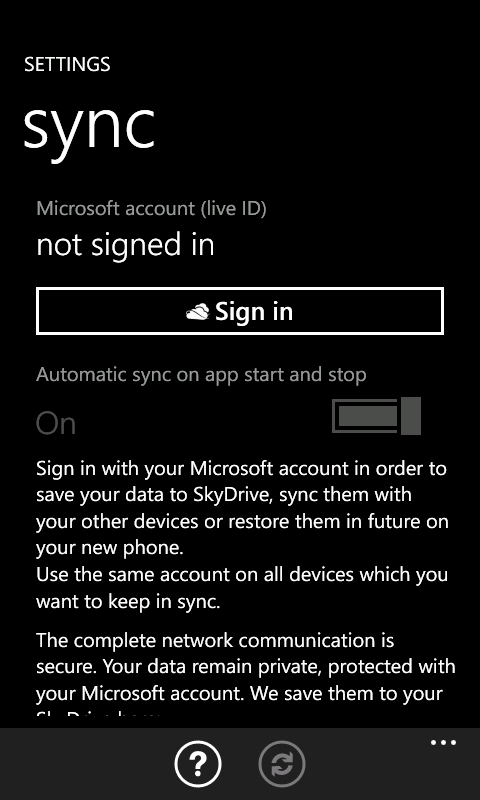 SETTINGS
sync
Microsoft account (live ID)
not signed in
Sign in
Automatic sync on app start and stop
On
Sign in with your Microsoft account in order to
save your data to SkyDrive, sync them with
your other devices or restore them in future on
your new phone.
Use the same account on all devices which you
want to keep in sync.
The complete network communication is
secure. Your data remain private, protected with
your Microsoft account. We save them to your